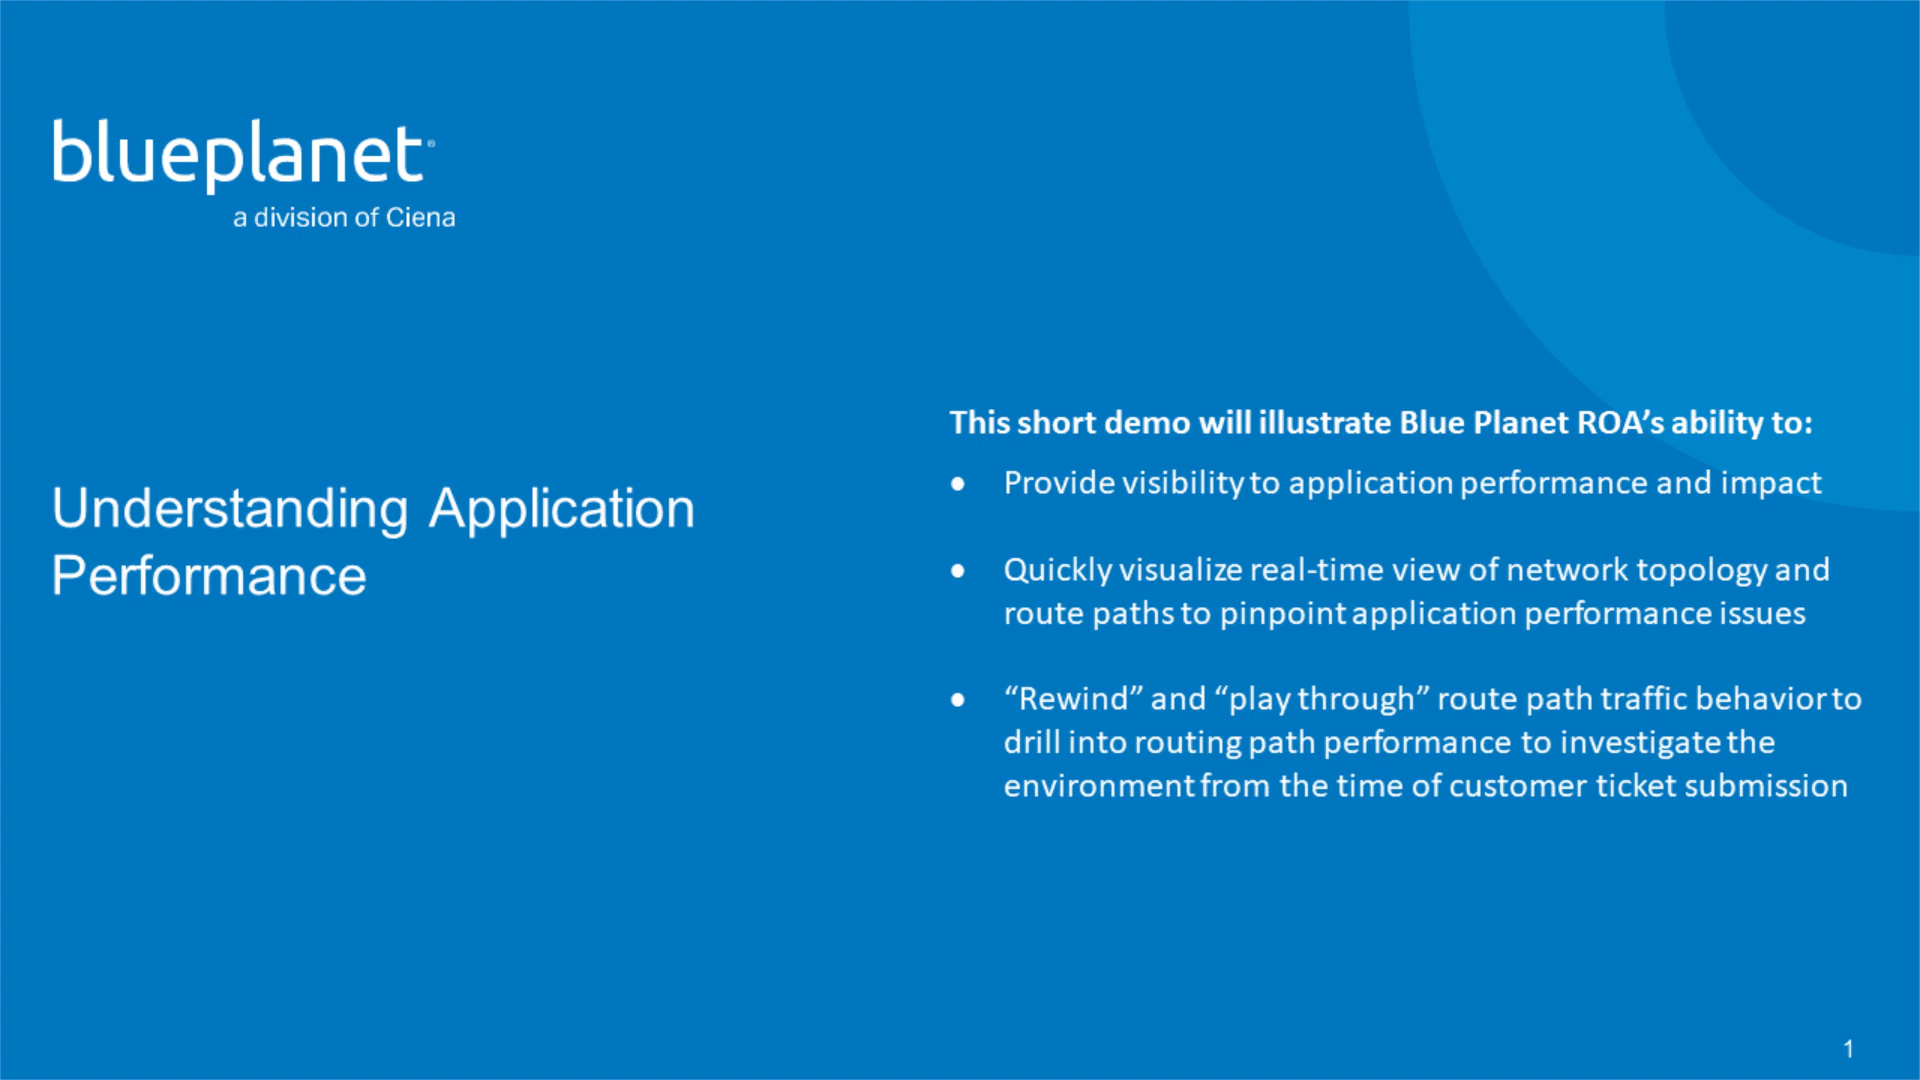 blueplanet®
a division of Ciena
Understanding Application
Performance
This short demo will illustrate Blue Planet ROA’s ability to:
● Provide visibility to application performance and impact
● Quickly visualize real-time view of network topology and
route paths to pinpoint application performance issues
● “Rewind” and “play through” route path traffic behavior to
drill into routing path performance to investigate the
environment from the time of customer ticket submission
1